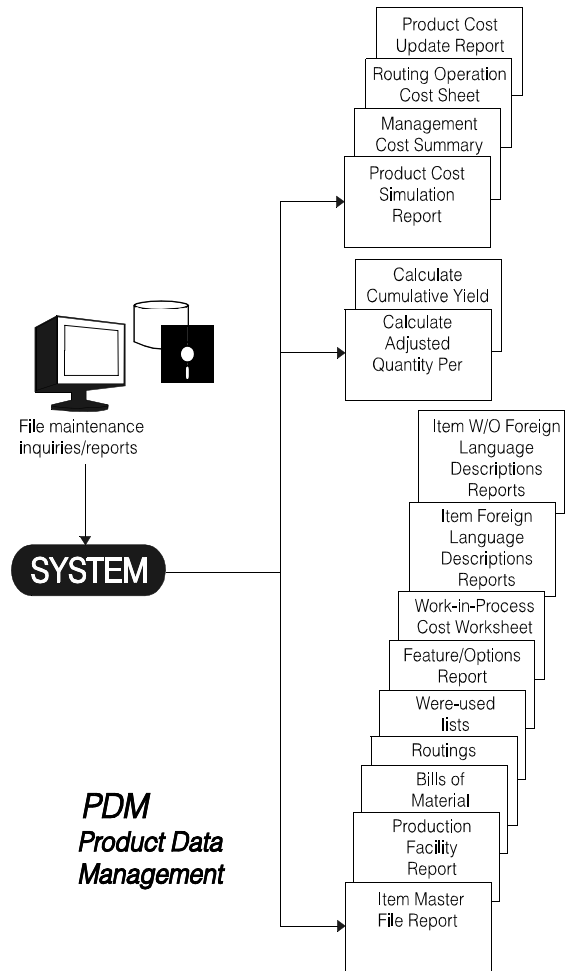 Product Cost
Update Report
Routing Operation
Cost Sheet
Management
Cost Summary
Product Cost
Simulation
Report
Calculate
Cumulative Yield
Calculate
Adjusted
Quantity Per
File maintenance
inquiries/reports
SYSTEM
Item W/O Foreign
Language
Descriptions
Reports
Item Foreign
Language
Descriptions
Reports
Work-in-Process
Cost Worksheet
Feature/Options
Report
Were-used
lists
Routings
Bills of
Material
Production
Facility
Report
Item Master
File Report
PDM
Product Data
Management